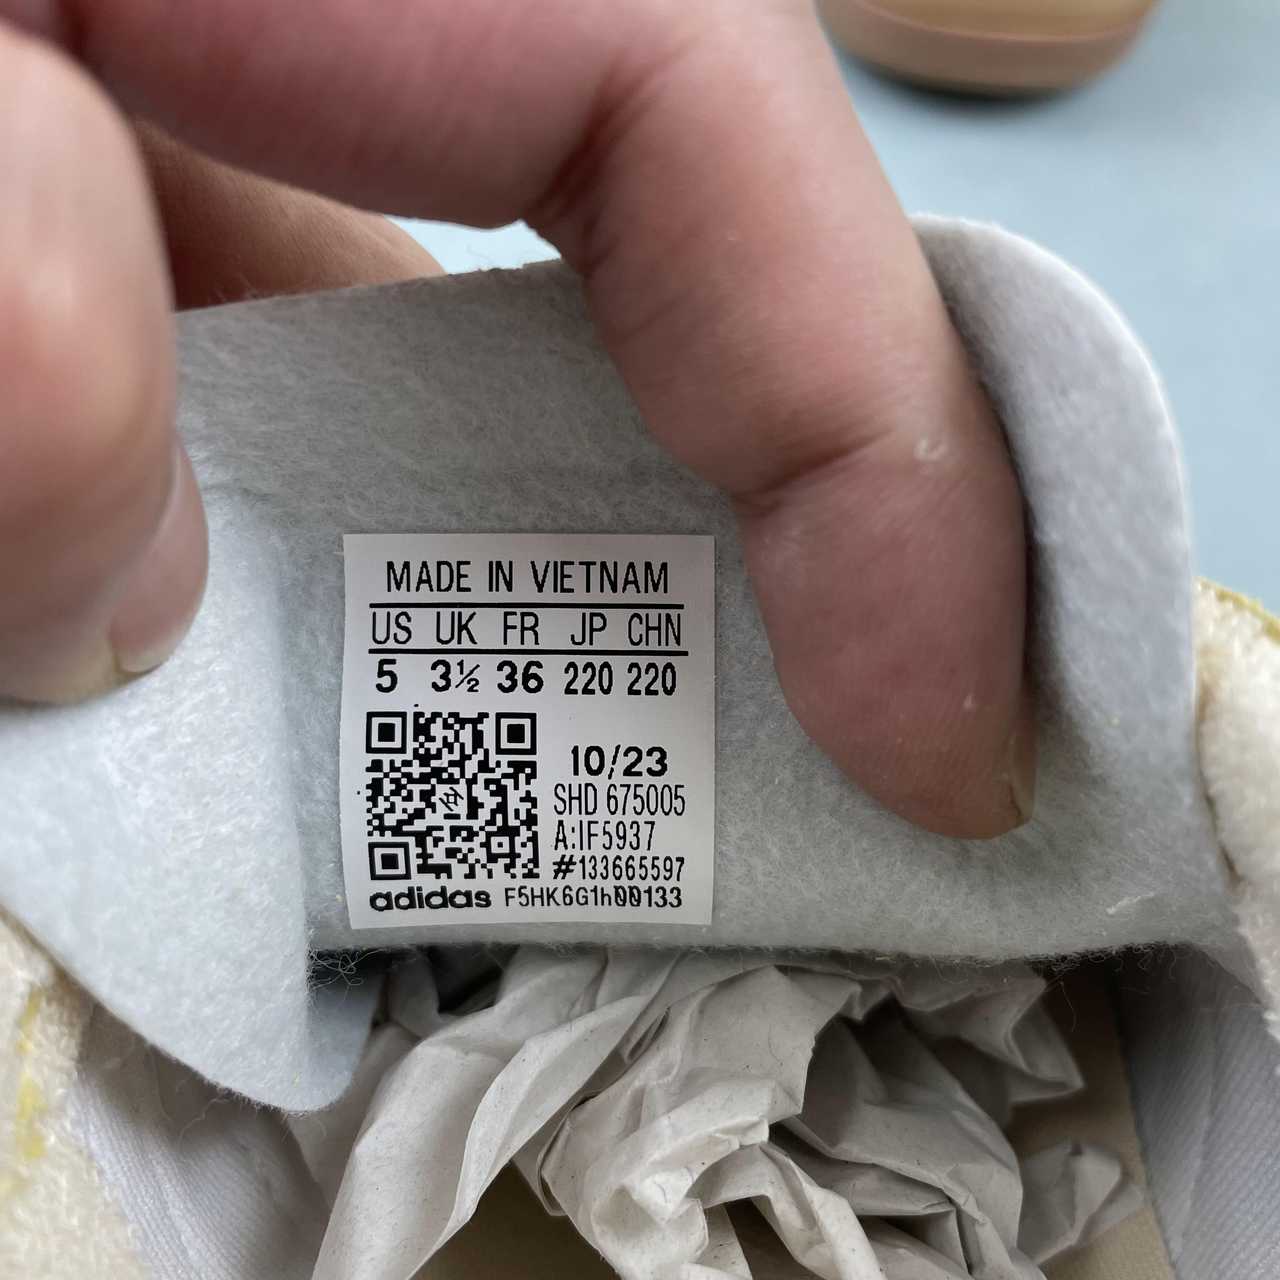 MADE IN VIETNAM
US UK FR JP CHN
5 3½ 36 220 220
10/23
SHD 675005
A:IF5937
#133665597
adidas F5HK6G1h00133